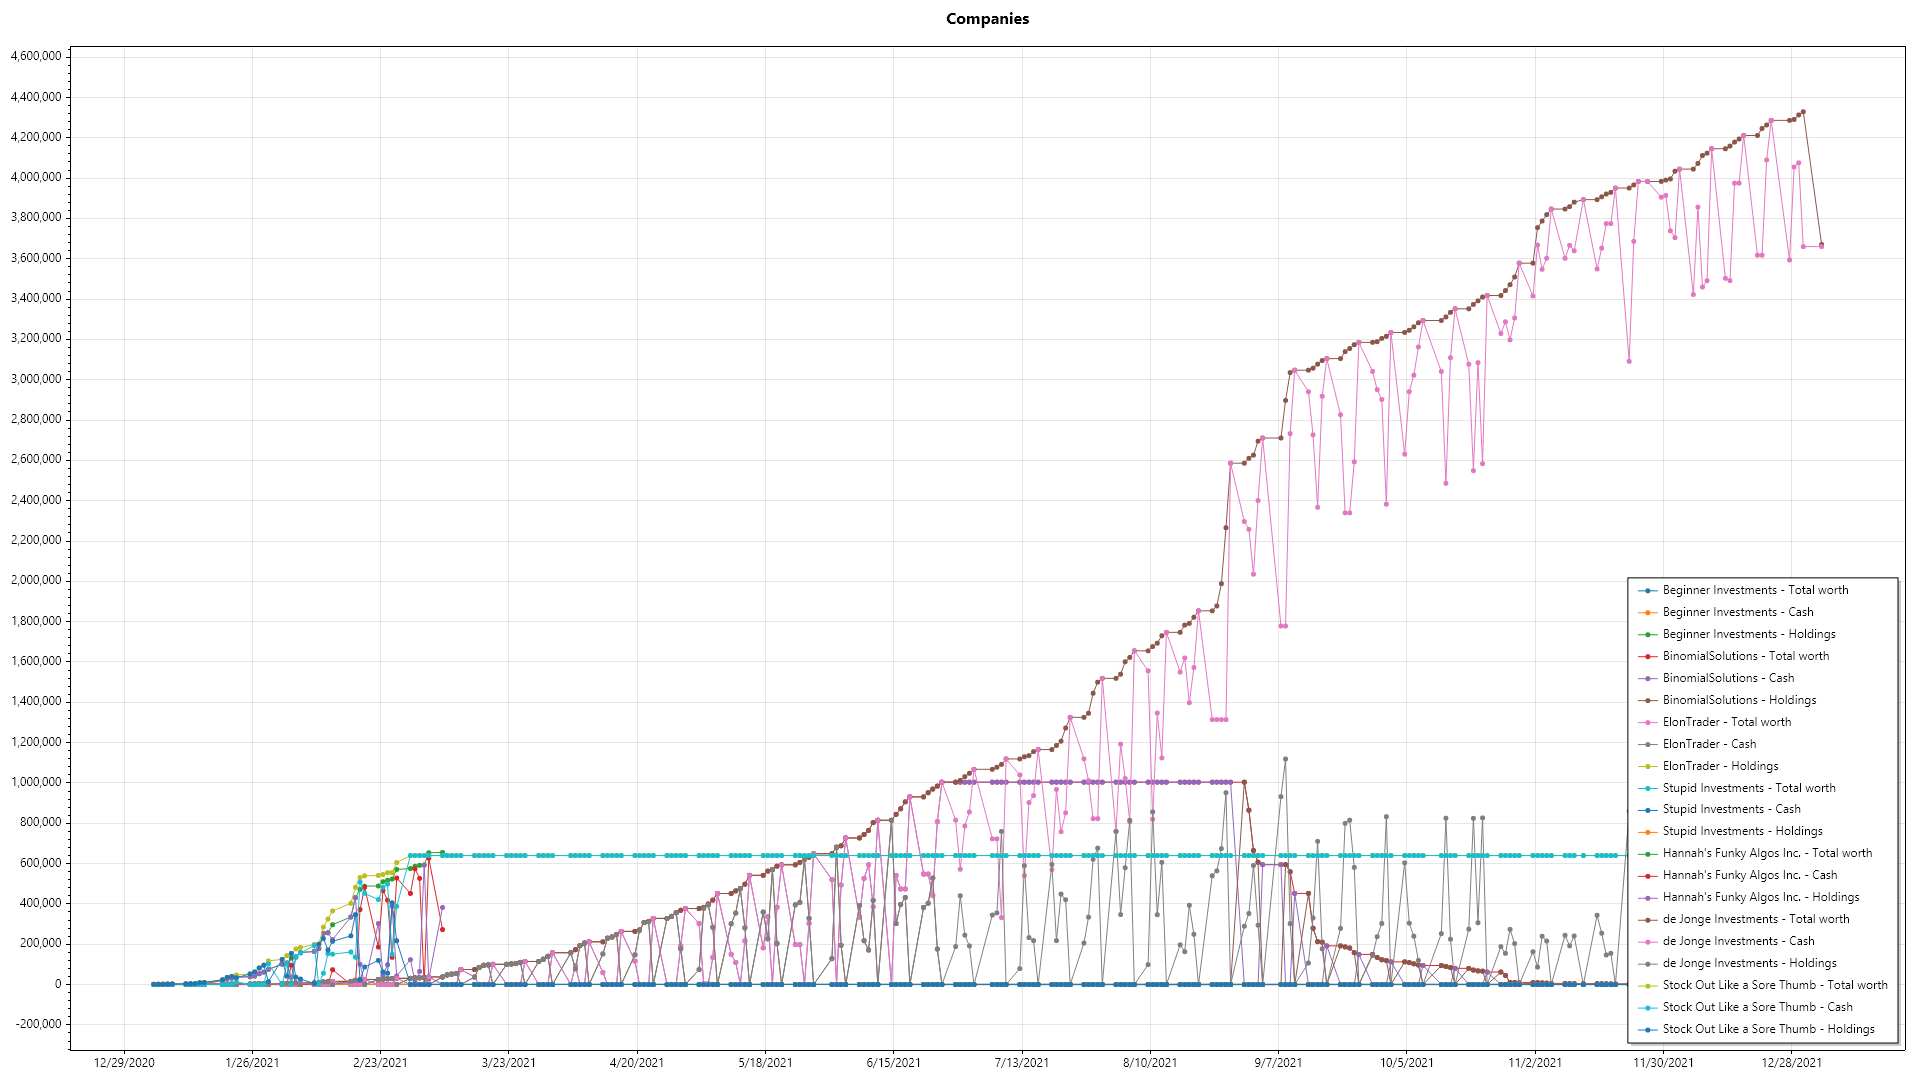 Companies
4,600,000
4,400,000
4,200,000
4,000,000
3,800,000
3,600,000
3,400,000
3,200,000
3,000,000
2,800,000
2,600,000
2,400,000
2,200,000
2,000,000
1,800,000
1,600,000
1,400,000
1,200,000
1,000,000
800,000
600,000
400,000
200,000
0
-200,000
Beginner Investments - Total worth
Beginner Investments - Cash
Beginner Investments - Holdings
BinomialSolutions - Total worth
BinomialSolutions - Cash
BinomialSolutions - Holdings
ElonTrader - Total worth
ElonTrader - Cash
ElonTrader - Holdings
Stupid Investments - Total worth
Stupid Investments - Cash
Stupid Investments - Holdings
Hannah's Funky Algos Inc. - Total worth
Hannah's Funky Algos Inc. - Cash
Hannah's Funky Algos Inc. - Holdings
de Jonge Investments - Total worth
de Jonge Investments - Cash
de Jonge Investments - Holdings
Stock Out Like a Sore Thumb - Total worth
Stock Out Like a Sore Thumb - Cash
Stock Out Like a Sore Thumb - Holdings
12/29/2020 1/26/2021 2/23/2021 3/23/2021 4/20/2021 5/18/2021 6/15/2021 7/13/2021 8/10/2021 9/7/2021 10/5/2021 11/2/2021 11/30/2021 12/28/2021